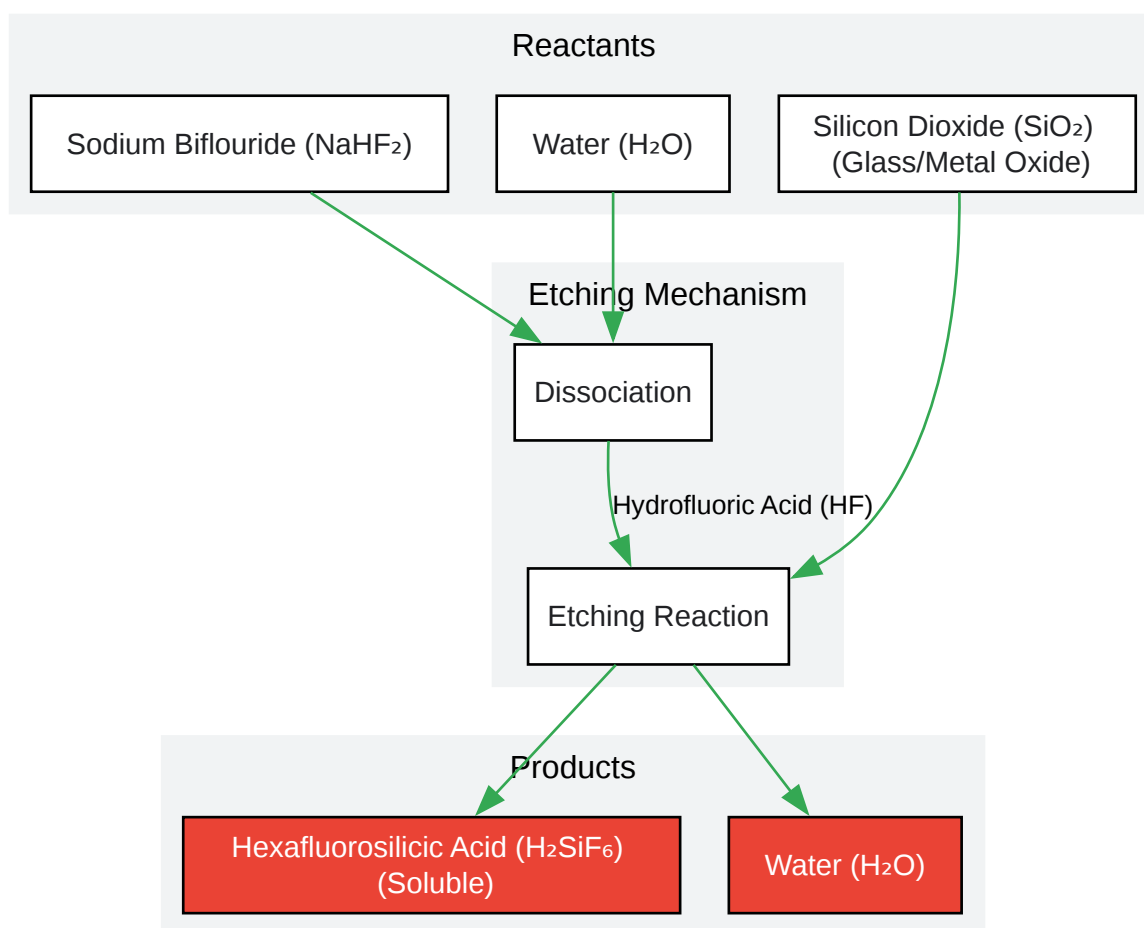 Reactants
Sodium Biflouride (NaHF₂)
Water (H₂O)
Silicon Dioxide (SiO₂)
(Glass/Metal Oxide)
Etching Mechanism
Dissociation
Hydrofluoric Acid (HF)
Etching Reaction
Products
Hexafluorosilicic Acid (H₂SiF₆)
(Soluble)
Water (H₂O)